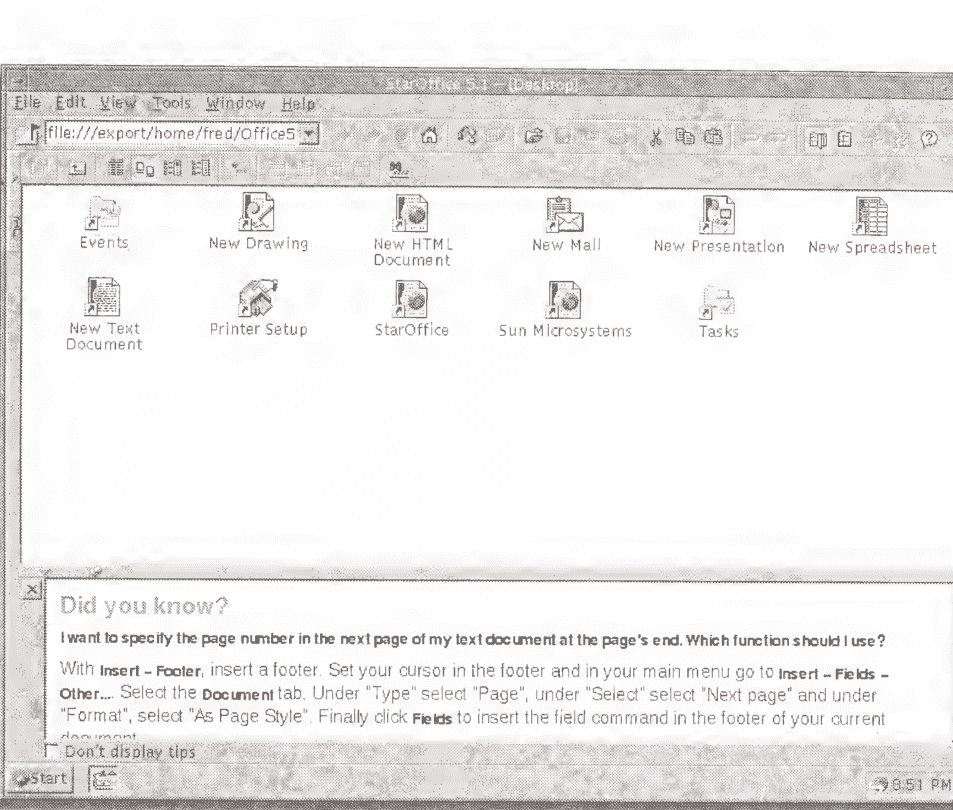 StarOffice 5.1 – [Desktop]
File Edit View Tools Window Help
file:///export/home/fred/Office5
Events
New Drawing
New HTML
Document
New Mail
New Presentation
New Spreadsheet
New Text
Document
Printer Setup
StarOffice
Sun Microsystems
Tasks
Did you know?
I want to specify the page number in the next page of my text document at the page's end. Which function should I use?
With Insert – Footer, insert a footer. Set your cursor in the footer and in your main menu go to Insert – Fields –
Other... Select the Document tab. Under "Type" select "Page", under "Select" select "Next page" and under
"Format", select "As Page Style". Finally click Fields to insert the field command in the footer of your current
document
Don't display tips
Start
8:51 PM